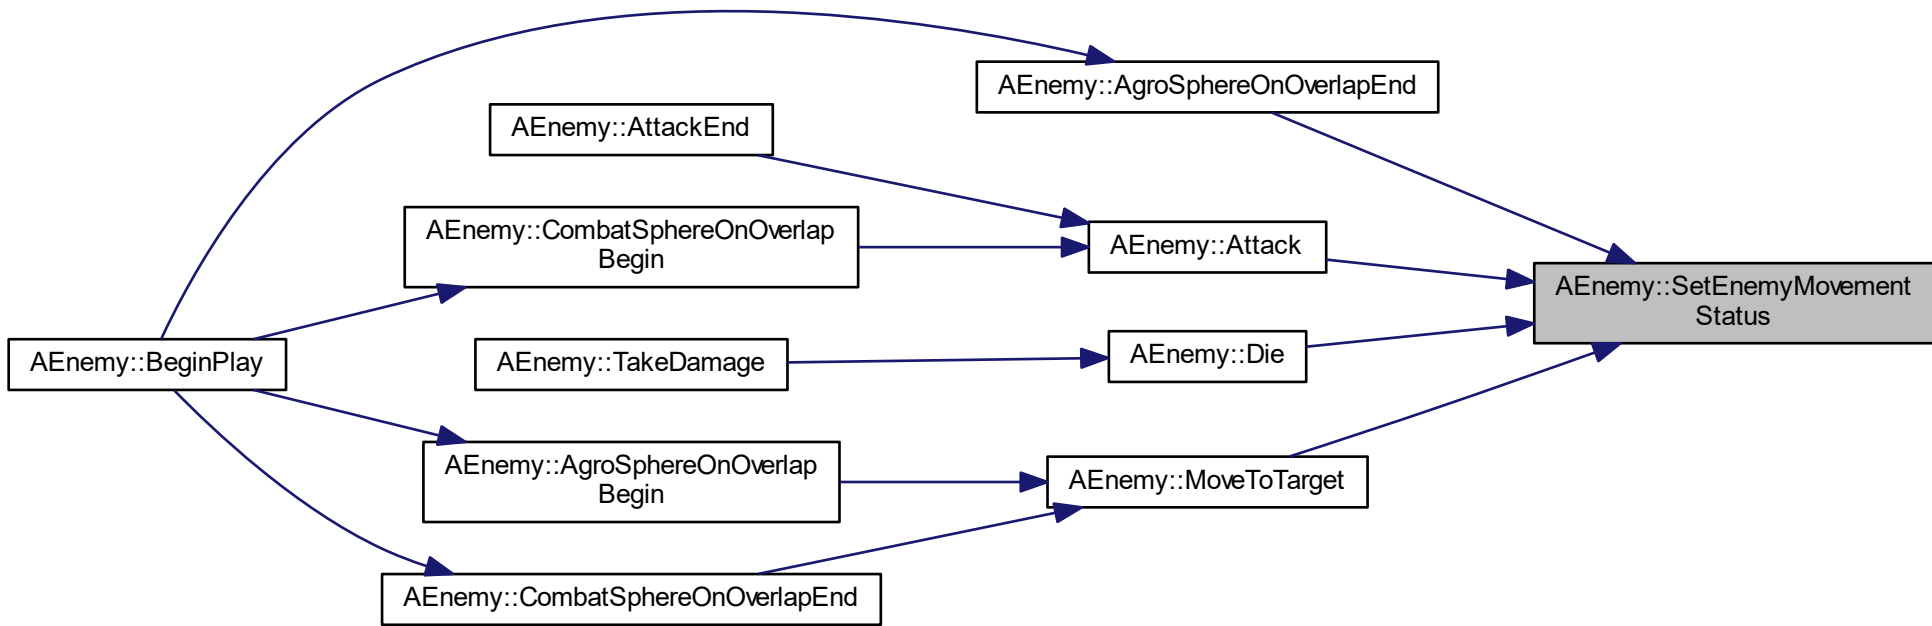 AEnemy::AgroSphereOnOverlapEnd
AEnemy::AttackEnd
AEnemy::CombatSphereOnOverlap
Begin
AEnemy::Attack
AEnemy::SetEnemyMovement
Status
AEnemy::BeginPlay
AEnemy::TakeDamage
AEnemy::Die
AEnemy::AgroSphereOnOverlap
Begin
AEnemy::MoveToTarget
AEnemy::CombatSphereOnOverlapEnd